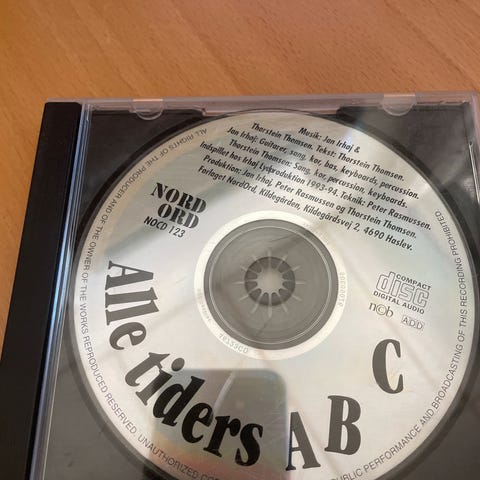 Musik: Jan Irhøj &
Thorstein Thomsen. Tekst: Thorstein Thomsen.
Jan Irhøj: Guitarer, sang, kor, bas, keyboards, percussion.
Thorstein Thomsen: Sang, kor, percussion, keyboards.
Indspillet hos Irhøj Lydproduktion 1993-94. Teknik: Peter Rasmussen.
Produktion: Jan Irhøj, Peter Rasmussen og Thorstein Thomsen.
Forlaget NordOrd, Kildegården, Kildegårdsvej 2, 4690 Haslev.
NORD
ORD
NOCD 123
COMPACT
disc
DIGITAL AUDIO
ncb
ADD
Alle tiders ABC
ALL RIGHTS OF THE PRODUCER AND OF THE OWNER OF THE WORKS REPRODUCED RESERVED. UNAUTHORIZED PUBLIC PERFORMANCE AND BROADCASTING OF THIS RECORDING PROHIBITED